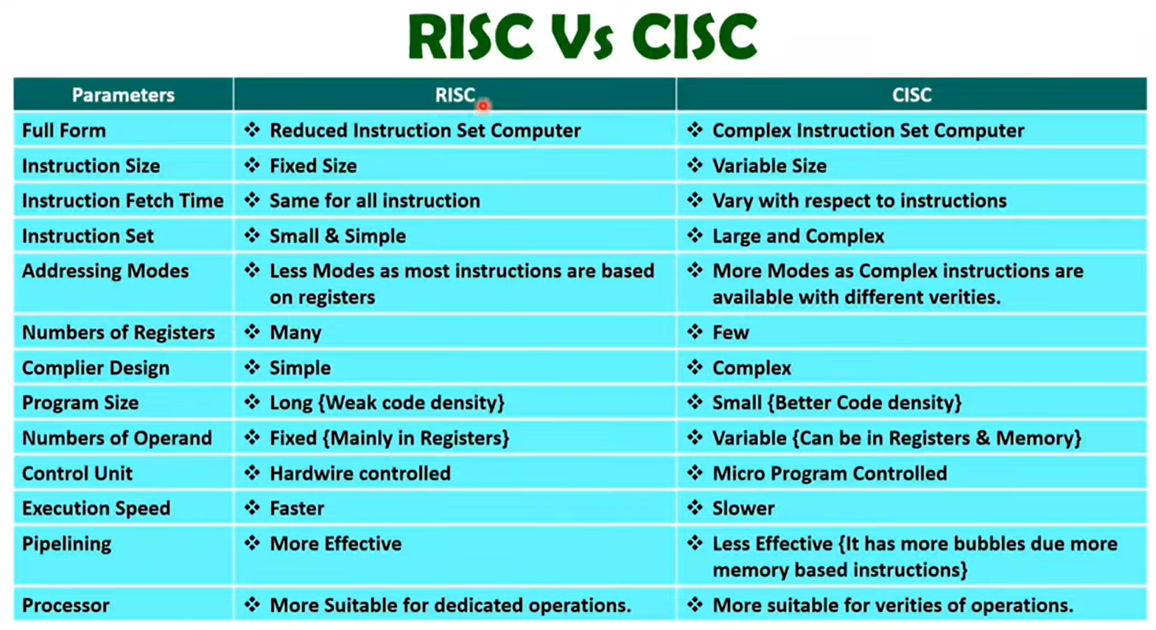 RISC Vs CISC
Parameters RISC CISC
Full Form ❖ Reduced Instruction Set Computer ❖ Complex Instruction Set Computer
Instruction Size ❖ Fixed Size ❖ Variable Size
Instruction Fetch Time ❖ Same for all instruction ❖ Vary with respect to instructions
Instruction Set ❖ Small & Simple ❖ Large and Complex
Addressing Modes ❖ Less Modes as most instructions are based ❖ More Modes as Complex instructions are
on registers available with different verities.
Numbers of Registers ❖ Many ❖ Few
Complier Design ❖ Simple ❖ Complex
Program Size ❖ Long {Weak code density} ❖ Small {Better Code density}
Numbers of Operand ❖ Fixed {Mainly in Registers} ❖ Variable {Can be in Registers & Memory}
Control Unit ❖ Hardwire controlled ❖ Micro Program Controlled
Execution Speed ❖ Faster ❖ Slower
Pipelining ❖ More Effective ❖ Less Effective {It has more bubbles due more
memory based instructions}
Processor ❖ More Suitable for dedicated operations. ❖ More suitable for verities of operations.